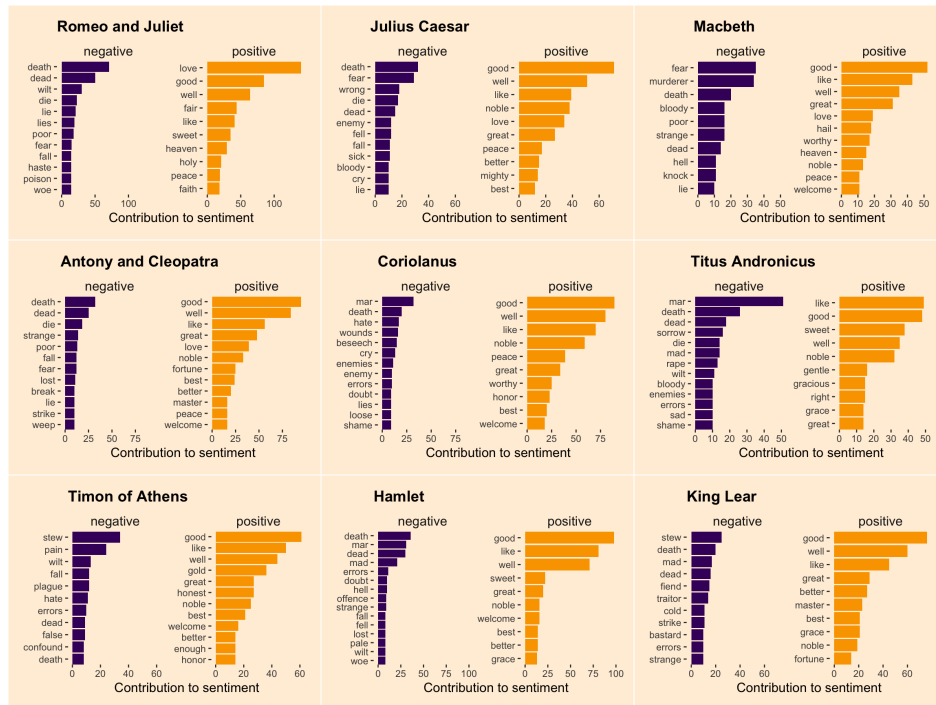 Romeo and Juliet
negative
death
dead
wilt
die
lie
lies
poor
fear
fall
haste
poison
woe
0 50 100
positive
love
good
well
fair
like
sweet
heaven
holy
peace
faith
0 50 100
Contribution to sentiment
Julius Caesar
negative
death
fear
wrong
die
dead
enemy
fell
fall
sick
bloody
cry
lie
0 20 40 60
positive
good
well
like
noble
love
great
peace
better
mighty
best
0 20 40 60
Contribution to sentiment
Macbeth
negative
fear
murderer
death
bloody
poor
strange
dead
hell
knock
lie
0 10 20 30 40 50
positive
good
like
well
great
love
hail
worthy
heaven
noble
peace
welcome
0 10 20 30 40 50
Contribution to sentiment
Antony and Cleopatra
negative
death
dead
die
strange
poor
fall
fear
lost
break
lie
strike
weep
0 25 50 75
positive
good
well
like
great
love
noble
fortune
best
better
master
peace
welcome
0 25 50 75
Contribution to sentiment
Coriolanus
negative
mar
death
hate
wounds
beseech
cry
enemies
enemy
errors
doubt
lies
loose
shame
0 25 50 75
positive
good
well
like
noble
peace
great
worthy
honor
best
welcome
0 25 50 75
Contribution to sentiment
Titus Andronicus
negative
mar
death
dead
sorrow
die
mad
rape
wilt
bloody
enemies
errors
sad
shame
0 10 20 30 40 50
positive
like
good
sweet
well
noble
gentle
gracious
right
grace
great
0 10 20 30 40 50
Contribution to sentiment
Timon of Athens
negative
stew
pain
wilt
fall
plague
hate
errors
dead
false
confound
death
0 20 40 60
positive
good
like
well
gold
great
honest
noble
best
welcome
better
enough
honor
0 20 40 60
Contribution to sentiment
Hamlet
negative
death
mar
dead
mad
errors
doubt
hell
offence
strange
fall
fell
lost
pale
wilt
woe
0 25 50 75 100
positive
good
like
well
sweet
great
noble
welcome
best
better
grace
0 25 50 75 100
Contribution to sentiment
King Lear
negative
stew
death
mad
dead
fiend
traitor
cold
strike
bastard
errors
strange
0 20 40 60
positive
good
well
like
great
better
master
best
grace
noble
fortune
0 20 40 60
Contribution to sentiment